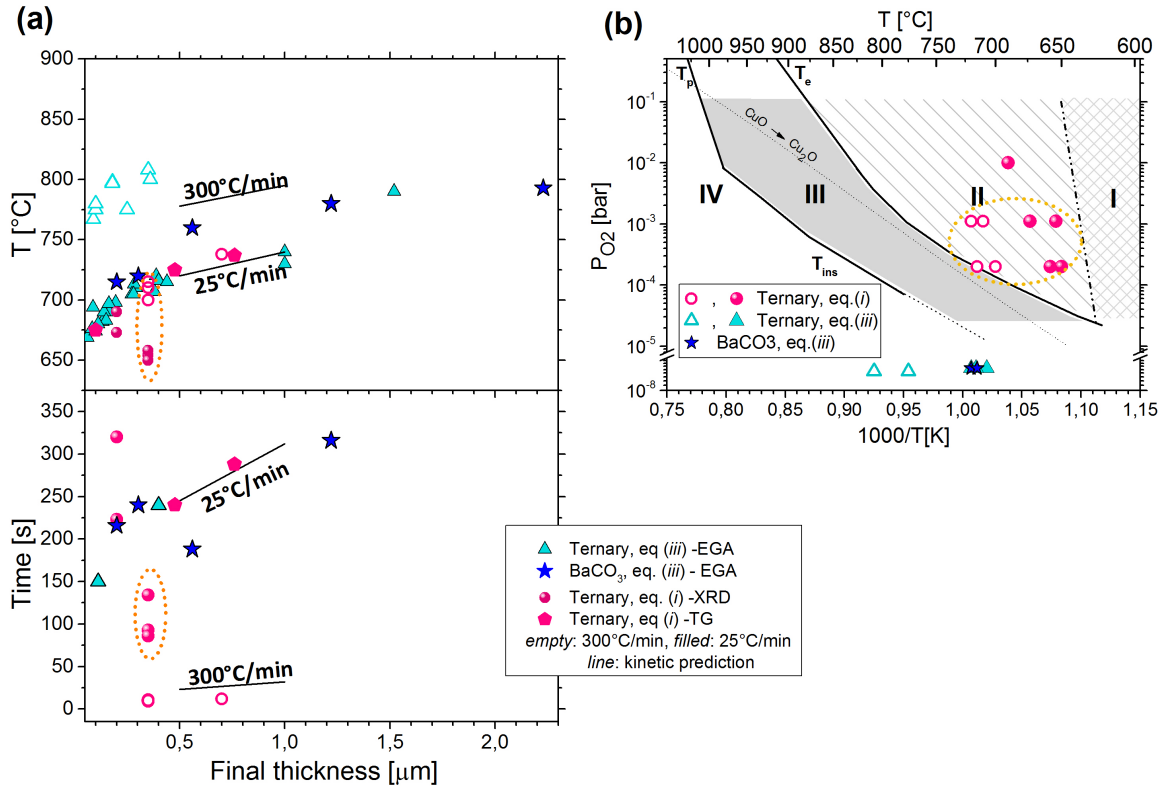 (a)
900
850
800
750
700
650
T [°C]
300°C/min
25°C/min
350
300
250
200
150
100
50
0
Time [s]
25°C/min
300°C/min
0,5
1,0
1,5
2,0
Final thickness [μm]
(b)
T [°C]
1000 950 900 850 800 750 700 650 600
10⁻¹
10⁻²
10⁻³
10⁻⁴
10⁻⁵
10⁻⁸
P_O2 [bar]
T_p
T_e
CuO → Cu₂O
IV
III
II
I
T_ins
, Ternary, eq.(i)
, Ternary, eq.(iii)
BaCO3, eq.(iii)
0,75 0,80 0,85 0,90 0,95 1,00 1,05 1,10 1,15
1000/T[K]
Ternary, eq (iii) -EGA
BaCO₃, eq. (iii) - EGA
Ternary, eq. (i) -XRD
Ternary, eq (i) -TG
empty: 300°C/min, filled: 25°C/min
line: kinetic prediction